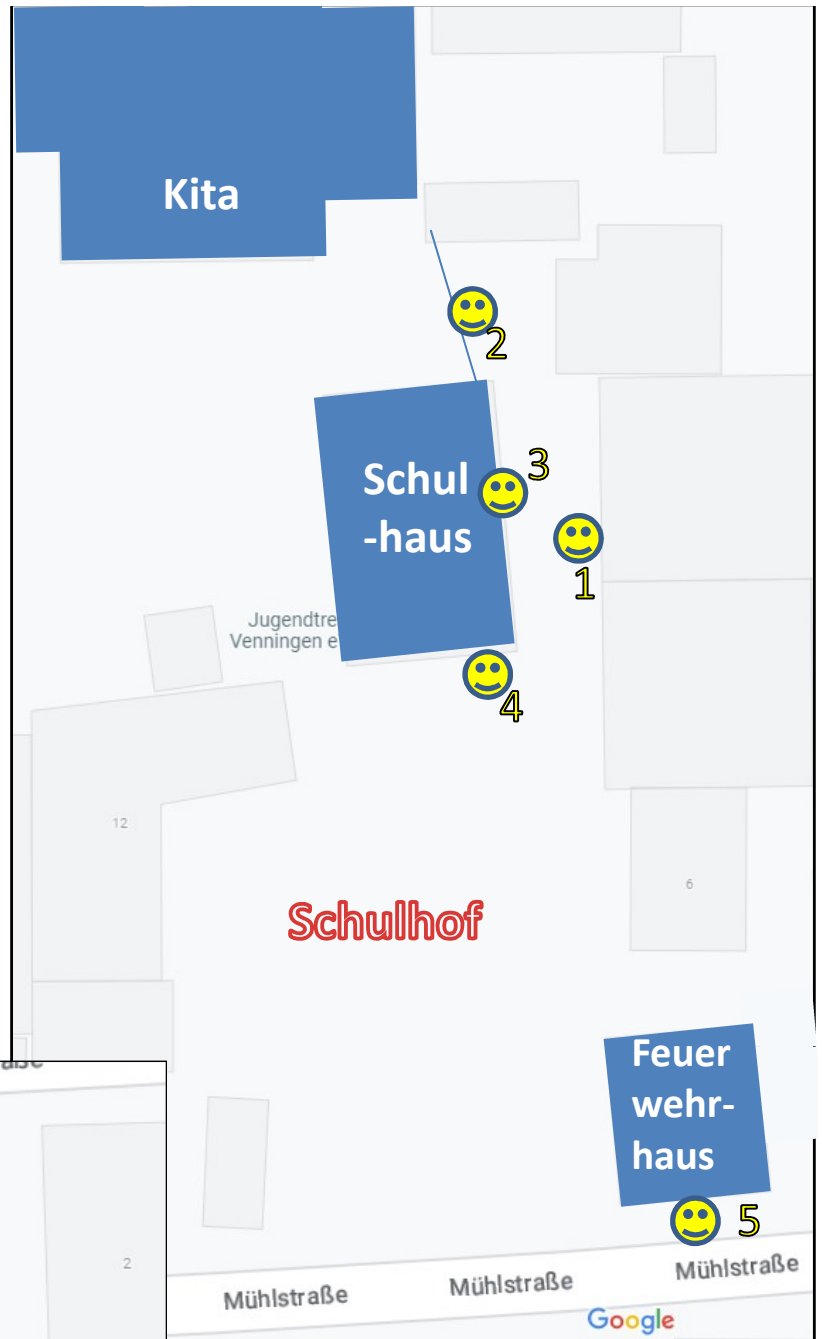 Kita
2
Schul
-haus
3
1
Jugendtre
Venningen e
4
12
Schulhof
6
Feuer
wehr-
haus
5
2
Mühlstraße
Mühlstraße
Mühlstraße
Google